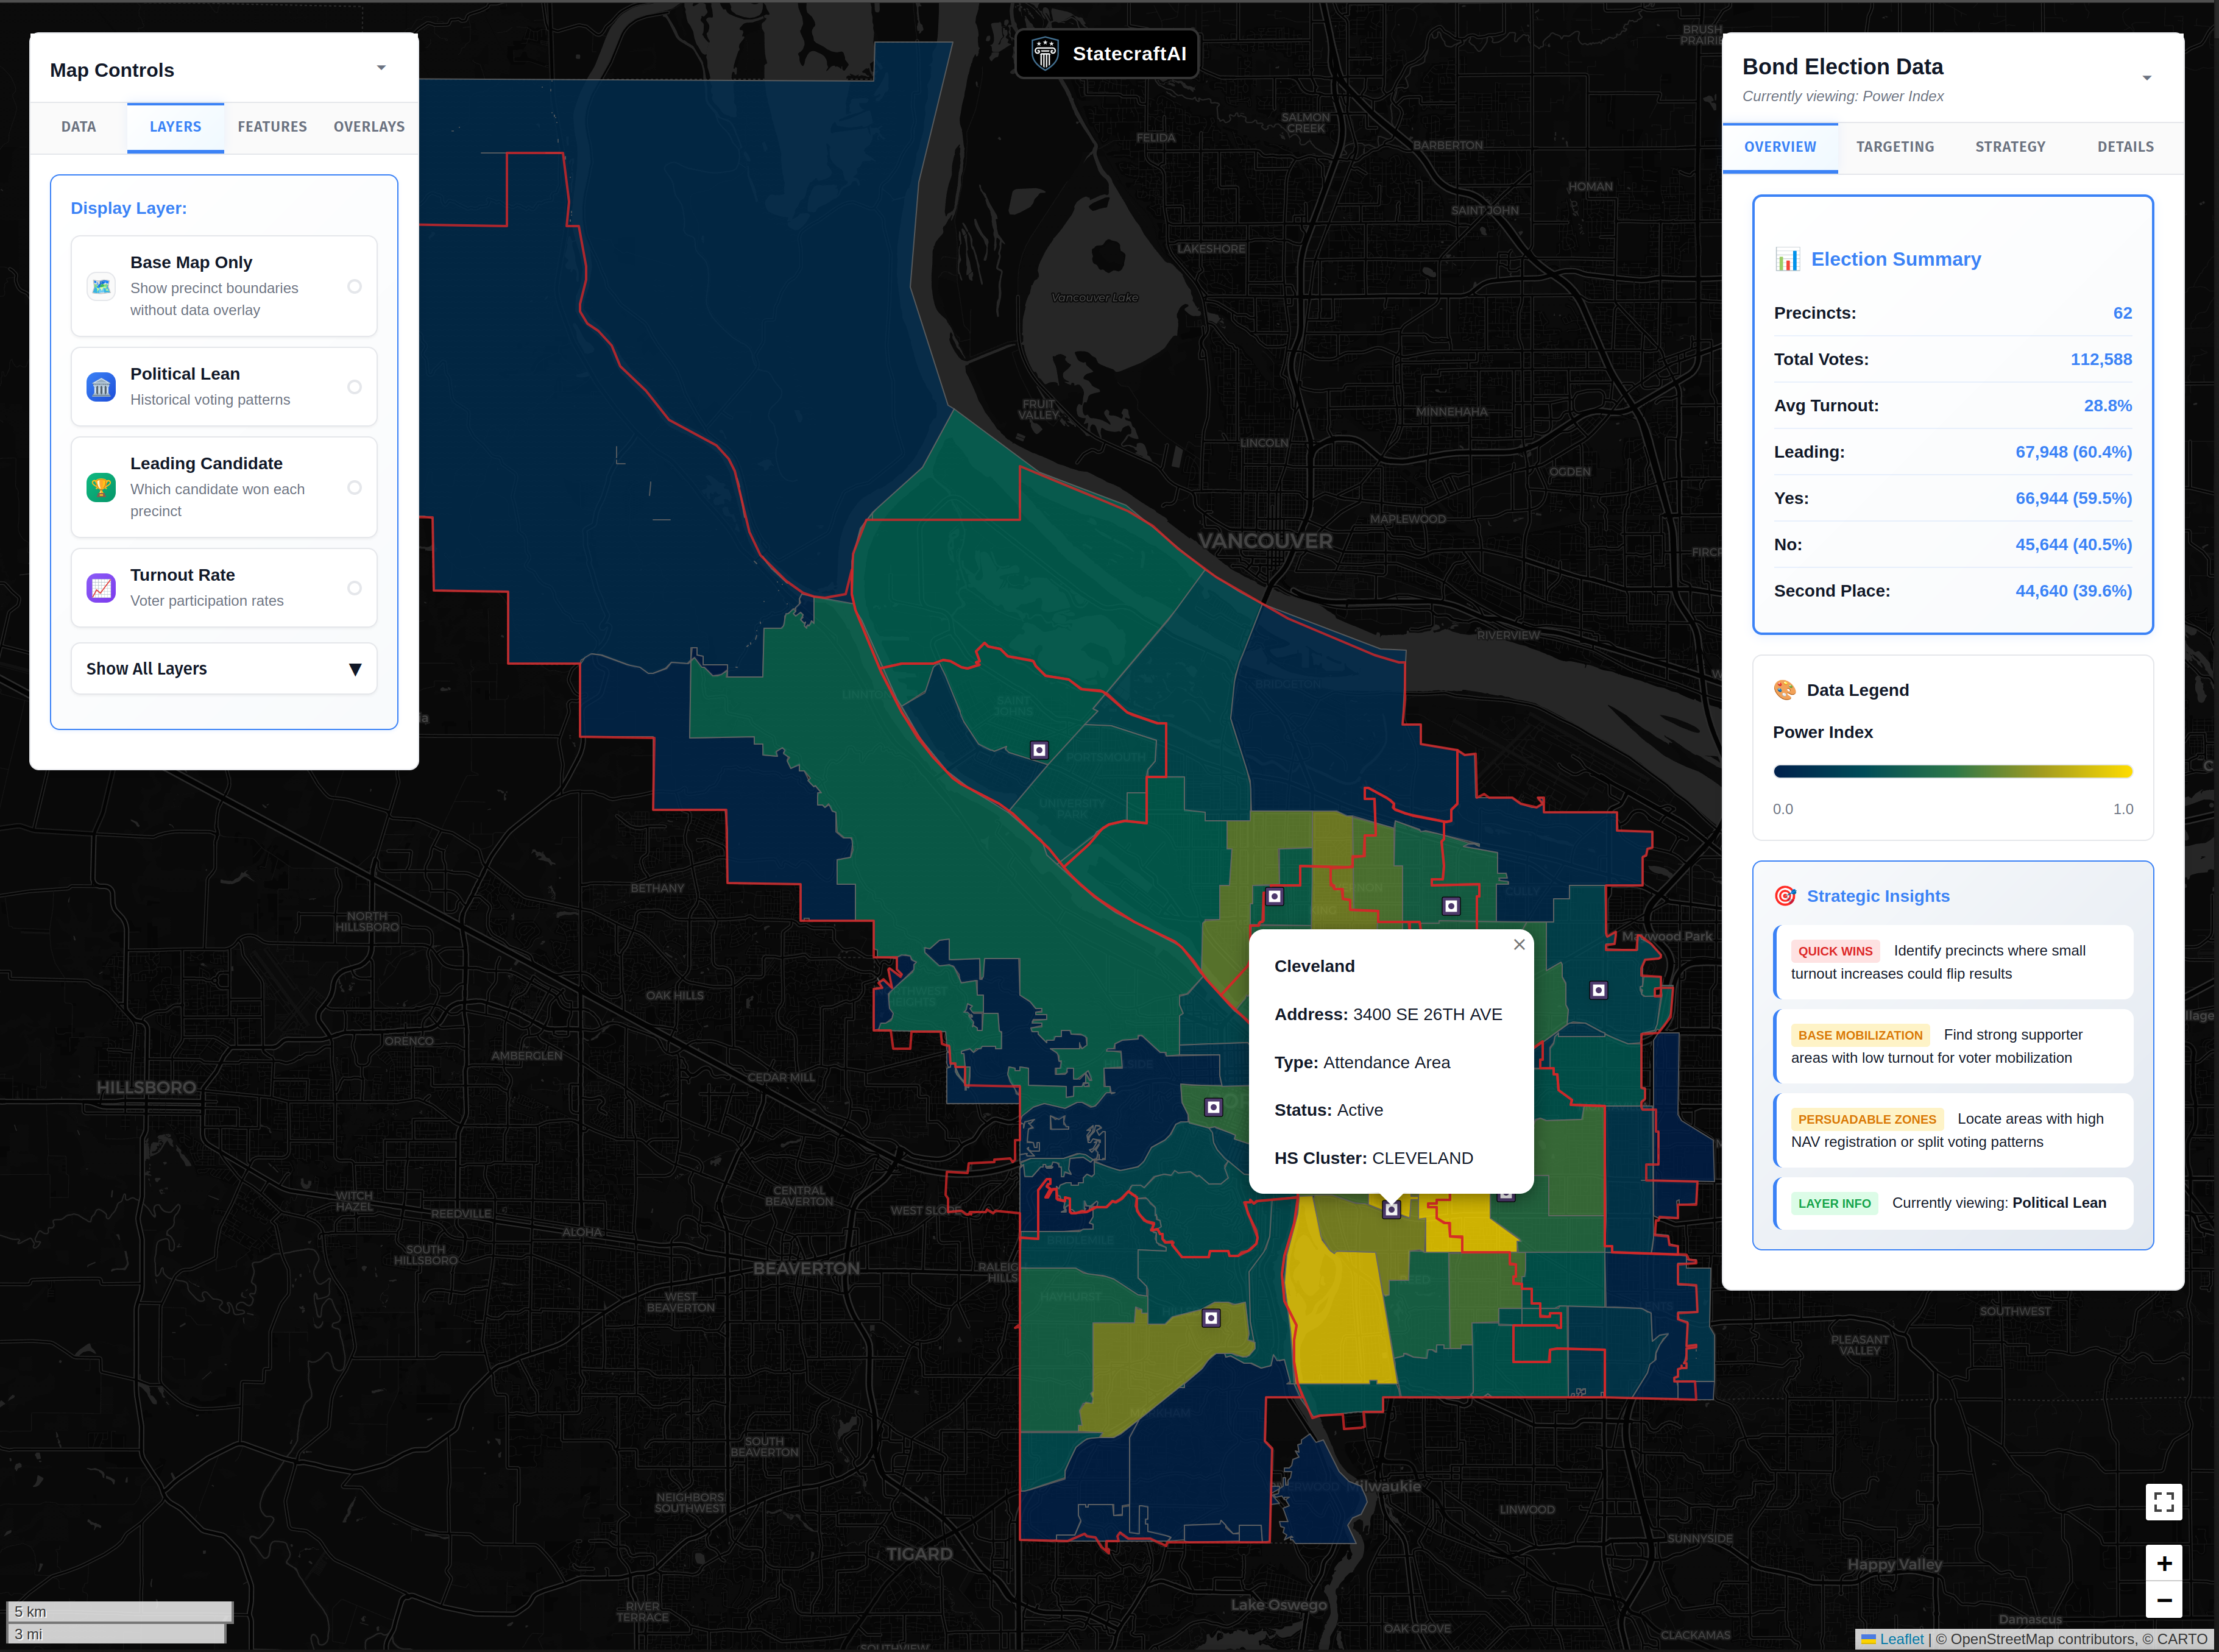 Map Controls
DATA
LAYERS
FEATURES
OVERLAYS
Display Layer:
Base Map Only
Show precinct boundaries
without data overlay
Political Lean
Historical voting patterns
Leading Candidate
Which candidate won each
precinct
Turnout Rate
Voter participation rates
Show All Layers
StatecraftAI
Bond Election Data
Currently viewing: Power Index
OVERVIEW
TARGETING
STRATEGY
DETAILS
Election Summary
Precincts: 62
Total Votes: 112,588
Avg Turnout: 28.8%
Leading: 67,948 (60.4%)
Yes: 66,944 (59.5%)
No: 45,644 (40.5%)
Second Place: 44,640 (39.6%)
Data Legend
Power Index
0.0 1.0
Strategic Insights
QUICK WINS Identify precincts where small
turnout increases could flip results
BASE MOBILIZATION Find strong supporter
areas with low turnout for voter mobilization
PERSUADABLE ZONES Locate areas with high
NAV registration or split voting patterns
LAYER INFO Currently viewing: Political Lean
Cleveland
Address: 3400 SE 26TH AVE
Type: Attendance Area
Status: Active
HS Cluster: CLEVELAND
FELIDA
SALMON
CREEK
BARBERTON
BRUSH
HOMAN
SAINT JOHN
LAKESHORE
Vancouver Lake
FRUIT
VALLEY
MINNEHAHA
LINCOLN
OGDEN
MAPLEWOOD
VANCOUVER
RIVERVIEW
BRIDGETON
SAINT
JOHNS
PORTSMOUTH
UNIVERSITY
PARK
CULLY
KING
Maywood Park
BETHANY
NORTH
HILLSBORO
OAK HILLS
ORENCO
AMBERGLEN
CEDAR MILL
HILLSBORO
WITCH
HAZEL
REEDVILLE
CENTRAL
BEAVERTON
WEST SLOPE
ALOHA
SOUTH
HILLSBORO
BEAVERTON
RALEIGH
HILLS
BRIDLEMILE
HAYHURST
WEST
BEAVERTON
SOUTH
BEAVERTON
NEIGHBORS
SOUTHWEST
TIGARD
RIVER
TERRACE
SOUTHVIEW
Lake Oswego
Milwaukie
LINWOOD
OAK GROVE
SUNNYSIDE
CLACKAMAS
Happy Valley
Damascus
PLEASANT
VALLEY
SOUTHWEST
5 km
3 mi
+
−
Leaflet | © OpenStreetMap contributors, © CARTO